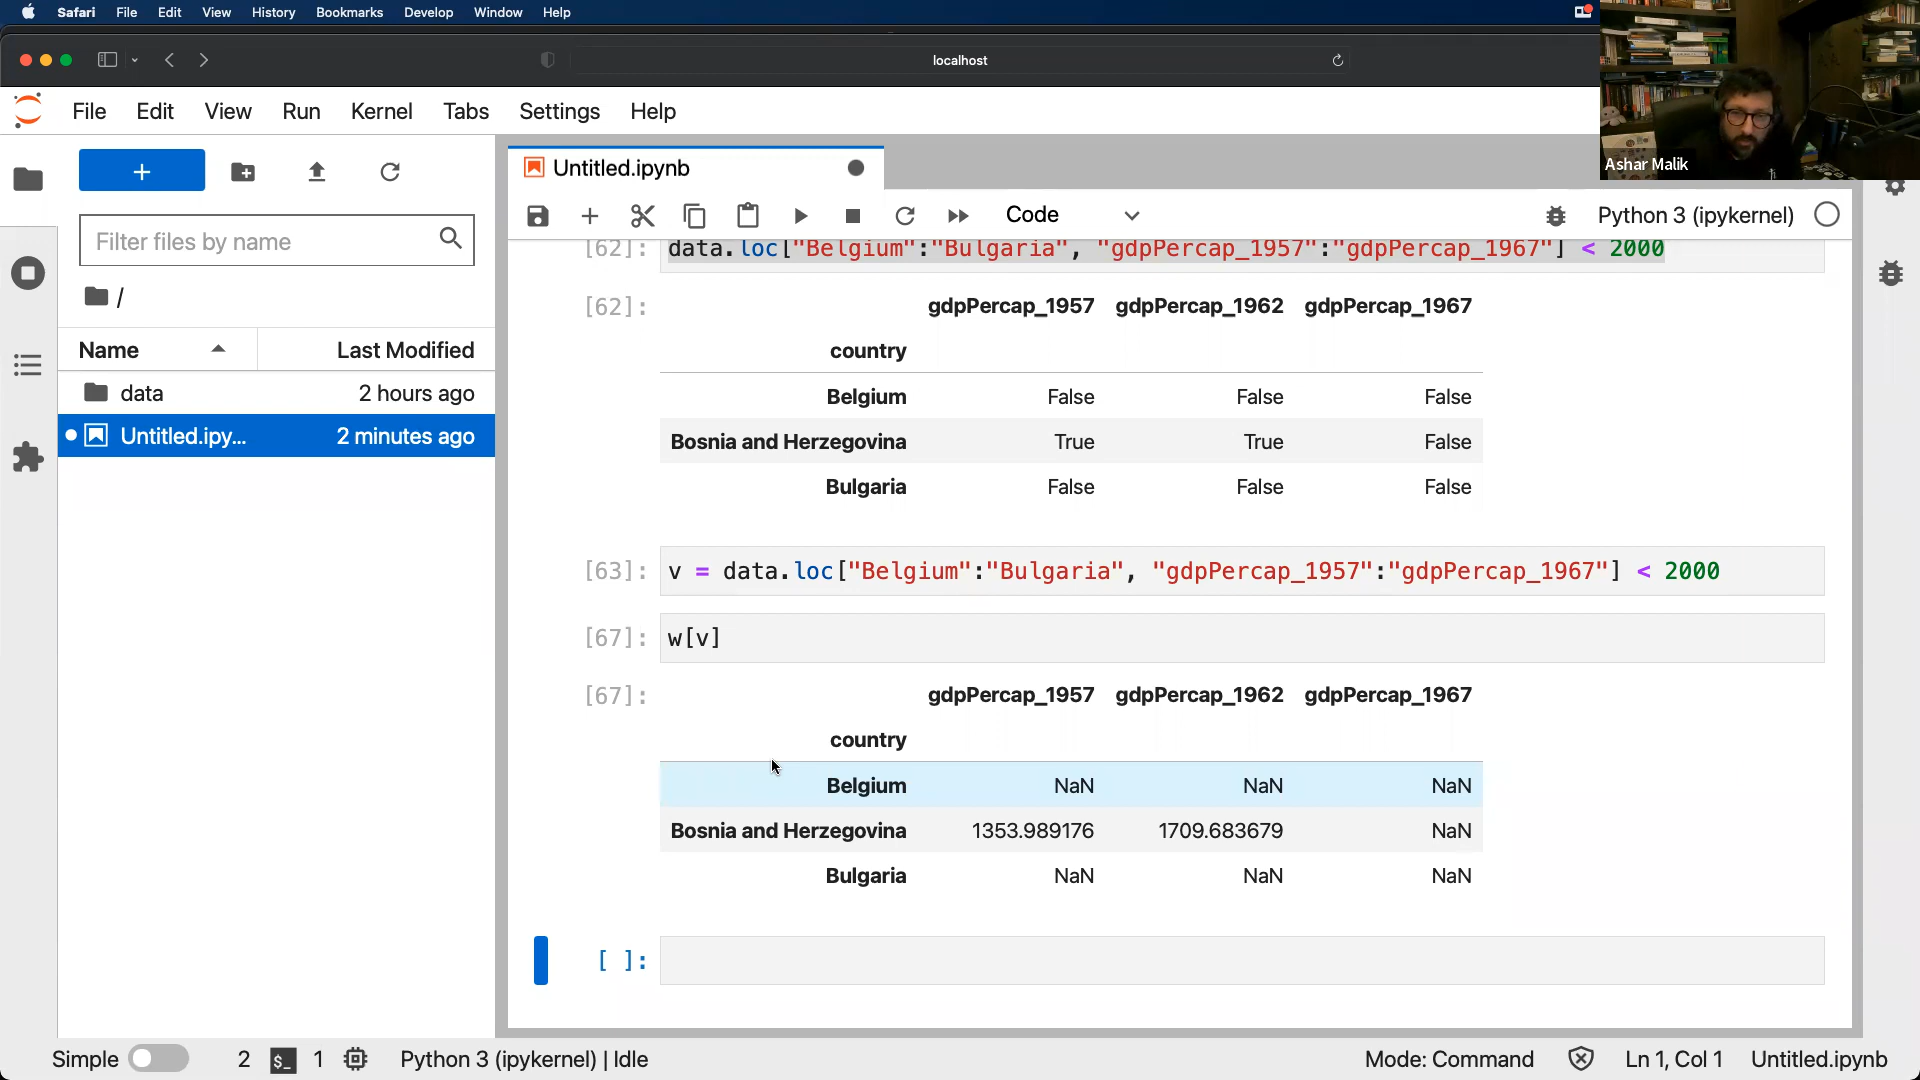 Safari File Edit View History Bookmarks Develop Window Help
localhost
File Edit View Run Kernel Tabs Settings Help
Ashar Malik
+
Untitled.ipynb
Code
Python 3 (ipykernel)
Filter files by name
/
Name Last Modified
data 2 hours ago
Untitled.ipy... 2 minutes ago
[62]: data.loc["Belgium":"Bulgaria", "gdpPercap_1957":"gdpPercap_1967"] < 2000
[62]: gdpPercap_1957 gdpPercap_1962 gdpPercap_1967
country
Belgium False False False
Bosnia and Herzegovina True True False
Bulgaria False False False
[63]: v = data.loc["Belgium":"Bulgaria", "gdpPercap_1957":"gdpPercap_1967"] < 2000
[67]: w[v]
[67]: gdpPercap_1957 gdpPercap_1962 gdpPercap_1967
country
Belgium NaN NaN NaN
Bosnia and Herzegovina 1353.989176 1709.683679 NaN
Bulgaria NaN NaN NaN
[ ]:
Simple 2 $_ 1 Python 3 (ipykernel) | Idle Mode: Command Ln 1, Col 1 Untitled.ipynb